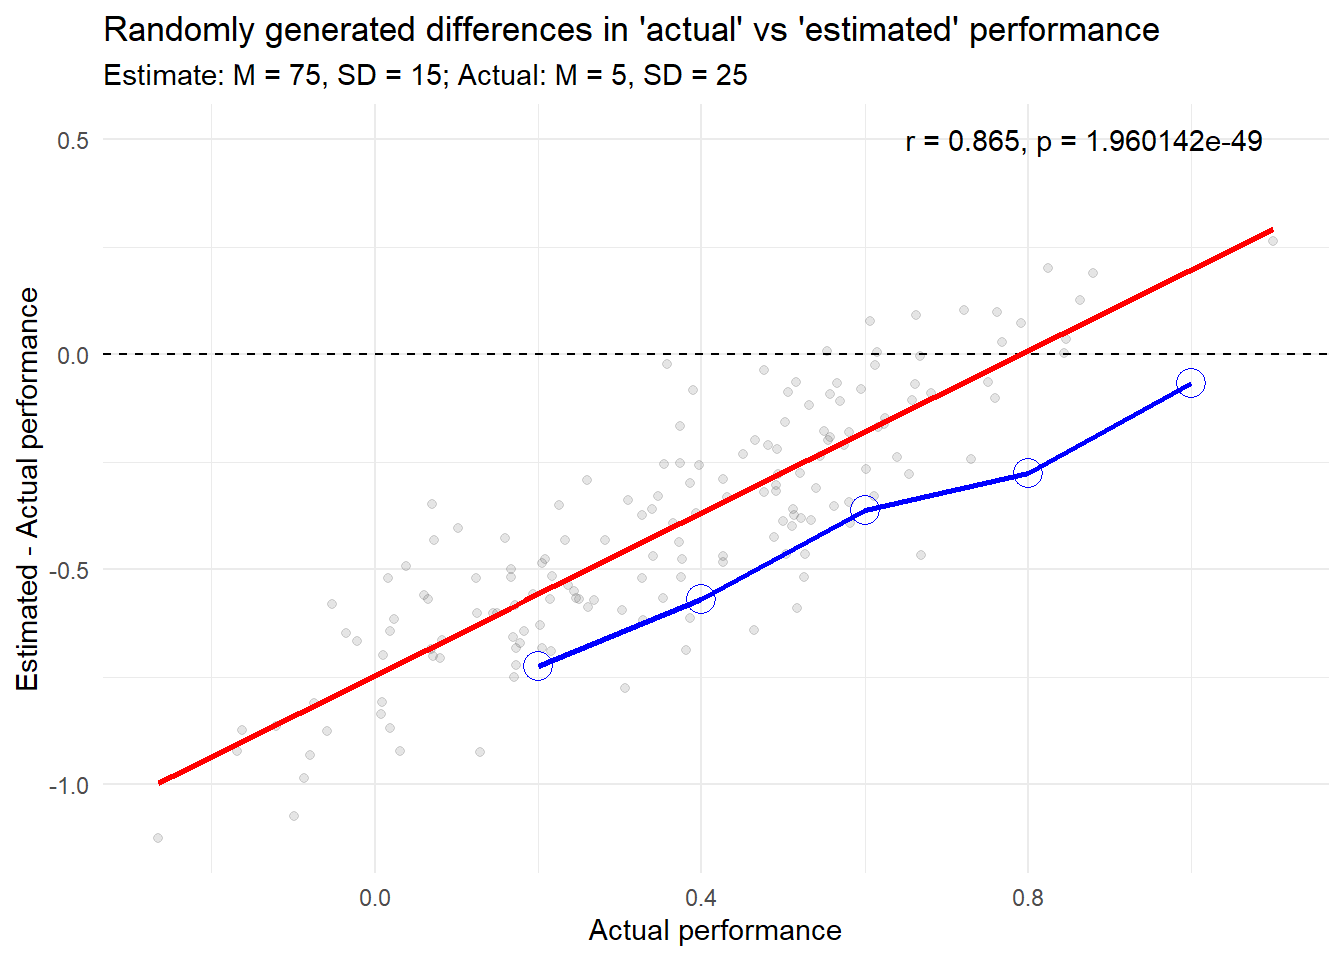 Randomly generated differences in 'actual' vs 'estimated' performance
Estimate: M = 75, SD = 15; Actual: M = 5, SD = 25
r = 0.865, p = 1.960142e-49
Estimated - Actual performance
0.5
0.0
-0.5
-1.0
0.0
0.4
0.8
Actual performance